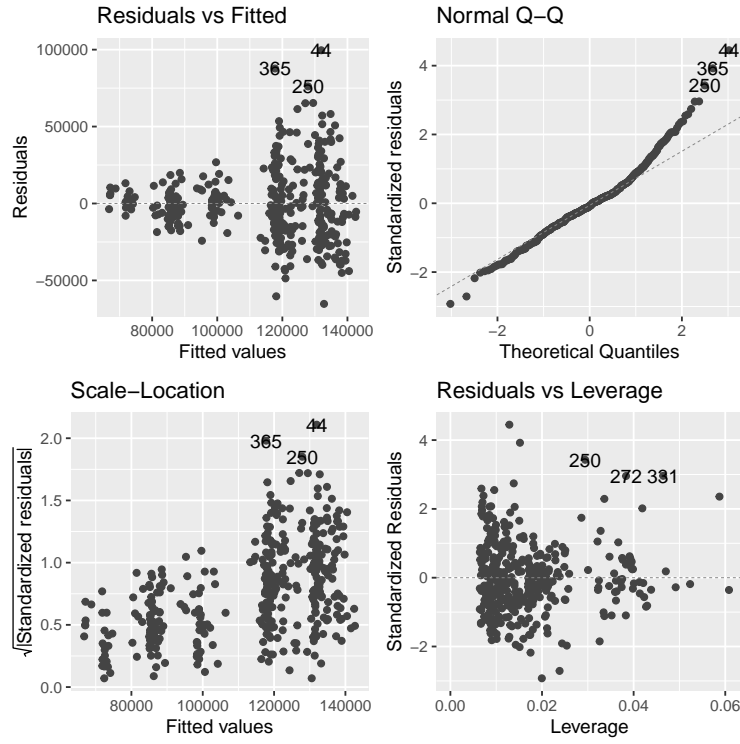 Residuals vs Fitted
100000
50000
0
−50000
44
365
250
80000 100000 120000 140000
Residuals
Fitted values
Normal Q−Q
4
2
0
−2
44
365
250
−2 0 2
Standardized residuals
Theoretical Quantiles
Scale−Location
2.0
1.5
1.0
0.5
0.0
44
365
250
80000 100000 120000 140000
√|Standardized residuals|
Fitted values
Residuals vs Leverage
4
2
0
−2
250
272 331
0.00 0.02 0.04 0.06
Standardized Residuals
Leverage